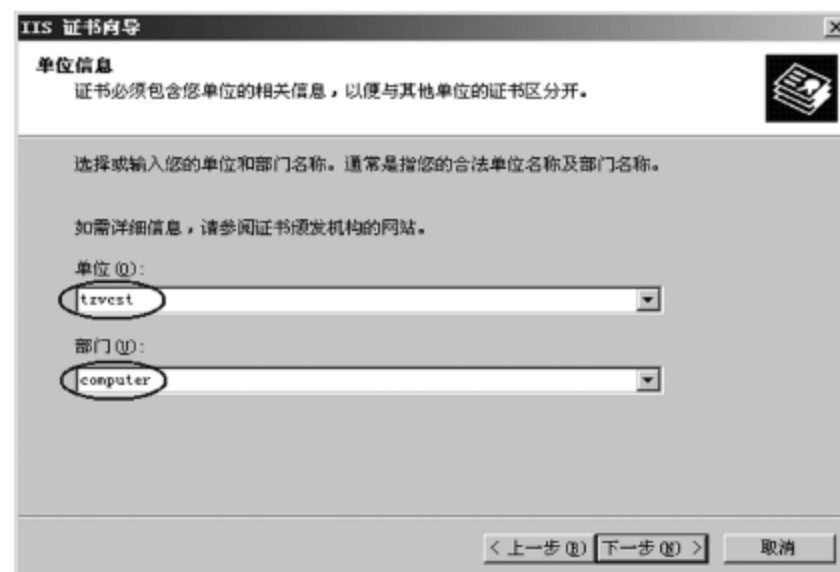 IIS 证书向导
单位信息
证书必须包含您单位的相关信息，以便与其他单位的证书区分开。
选择或输入您的单位和部门名称。通常是指您的合法单位名称及部门名称。
如需详细信息，请参阅证书颁发机构的网站。
单位(O):
tzvcst
部门(U):
computer
< 上一步(B) 下一步(N) > 取消